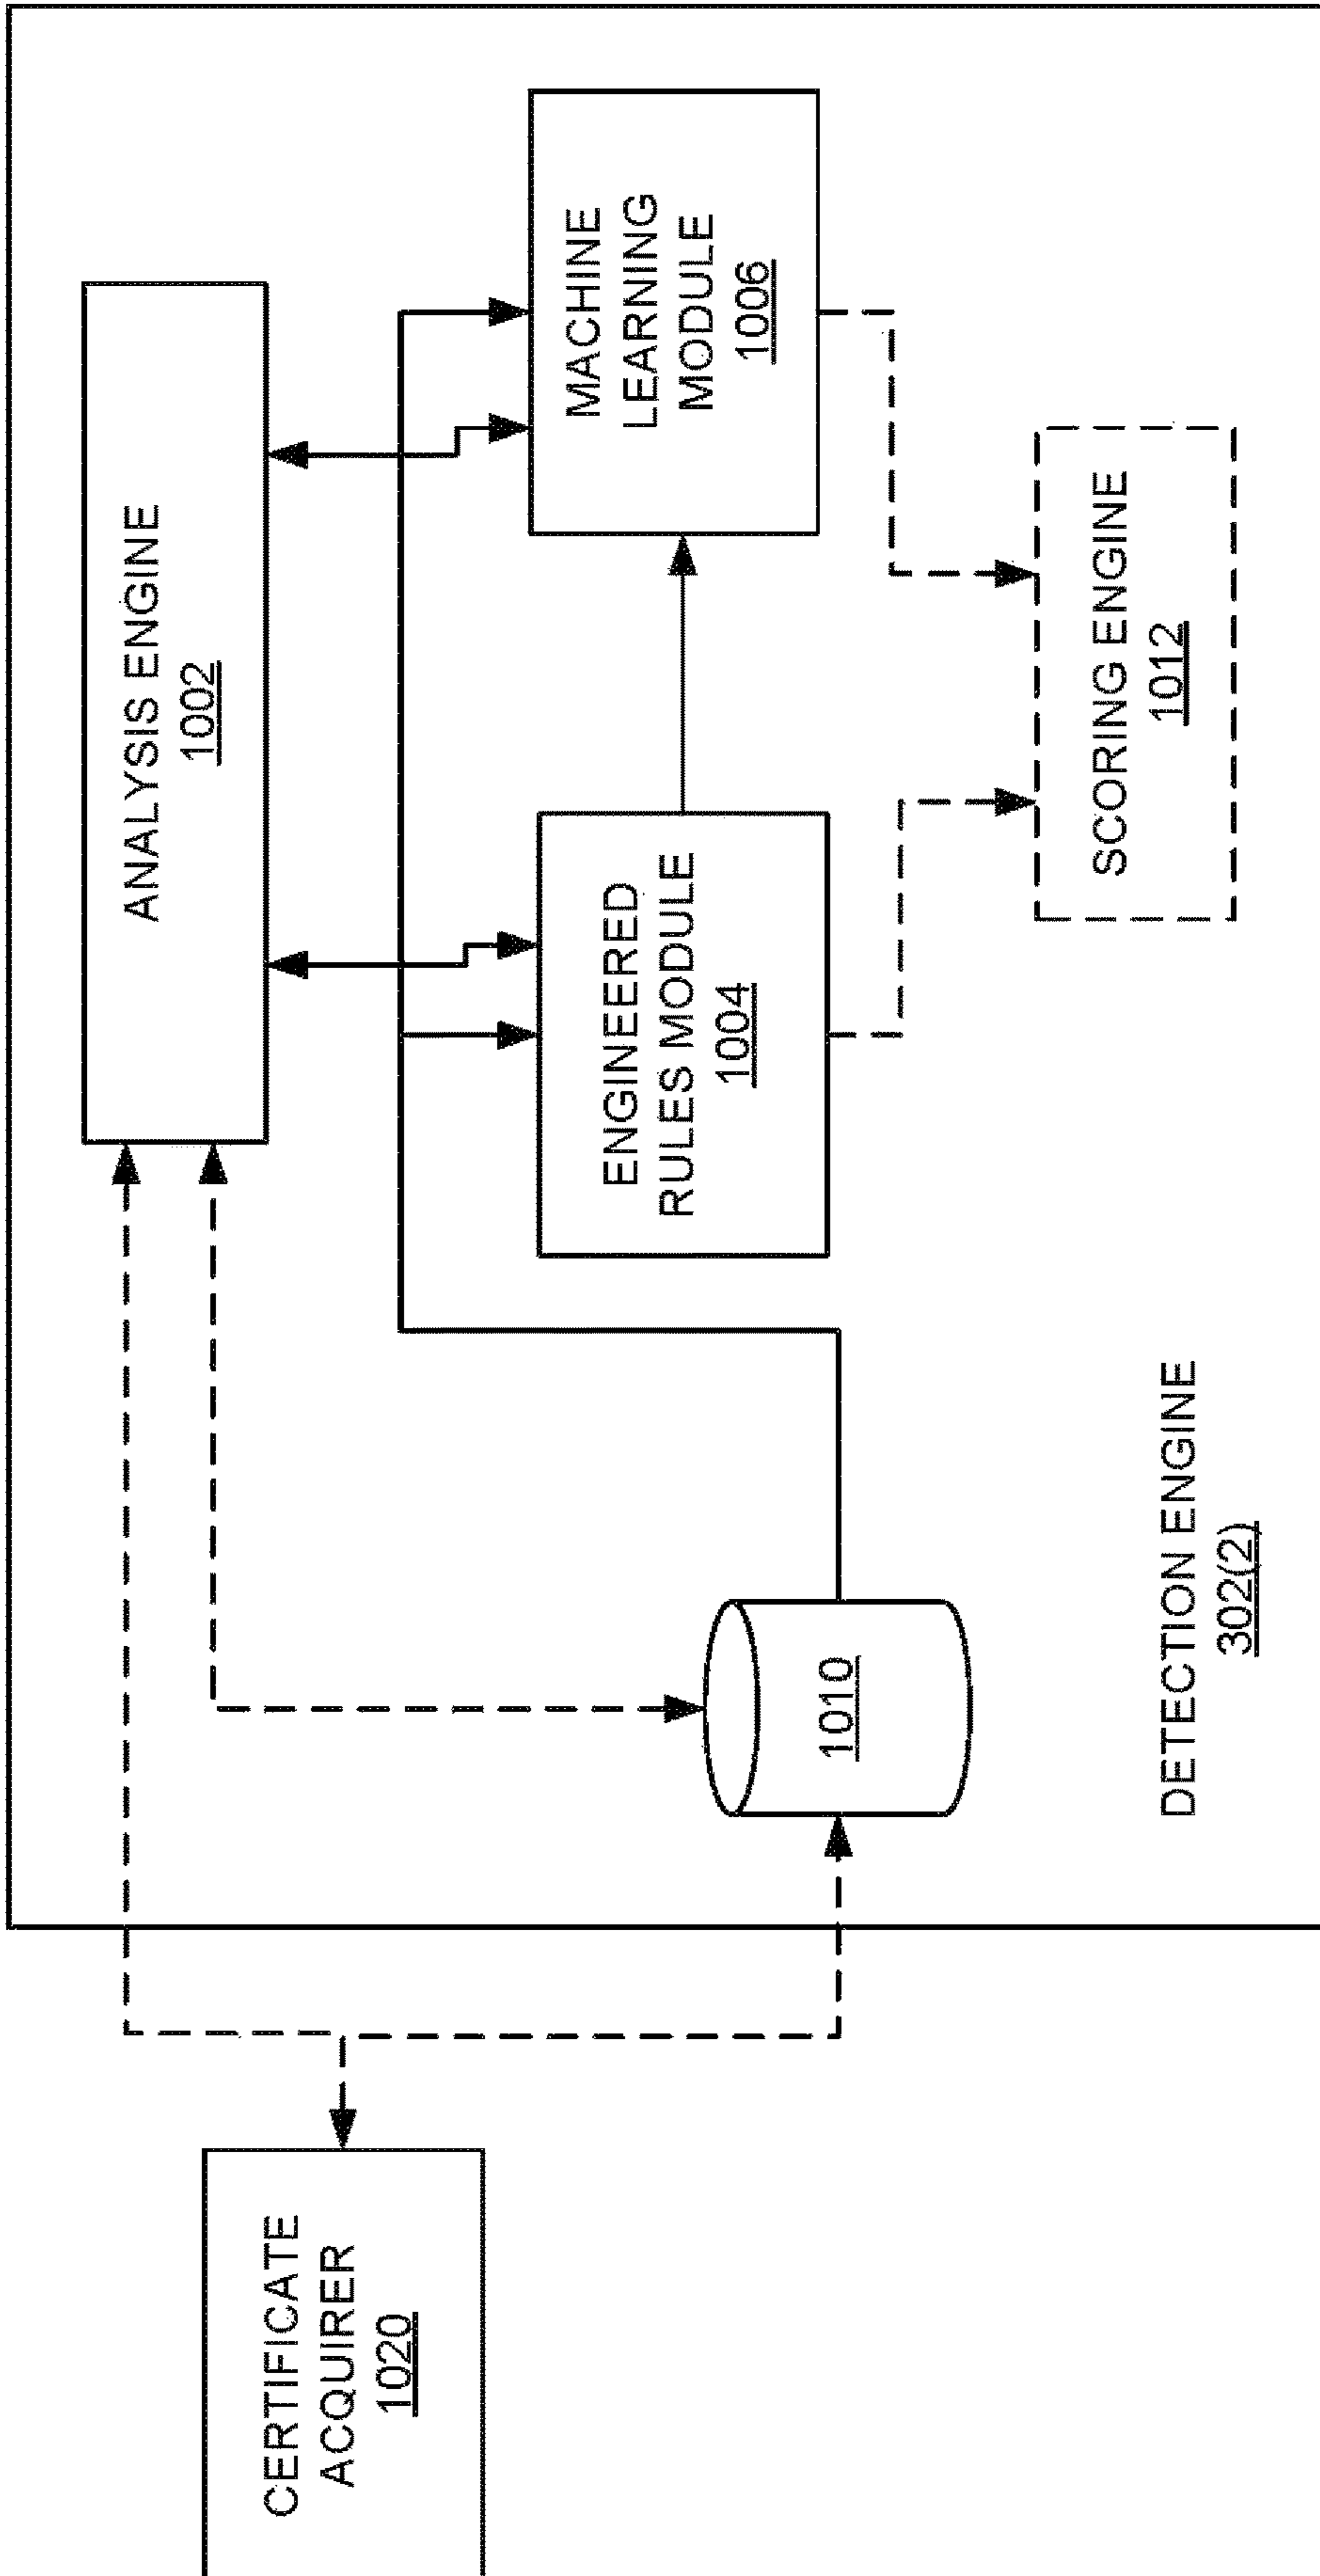 CERTIFICATE
ACQUIRER
1020
ANALYSIS ENGINE
1002
ENGINEERED
RULES MODULE
1004
MACHINE
LEARNING
MODULE
1006
1010
SCORING ENGINE
1012
DETECTION ENGINE
302(2)